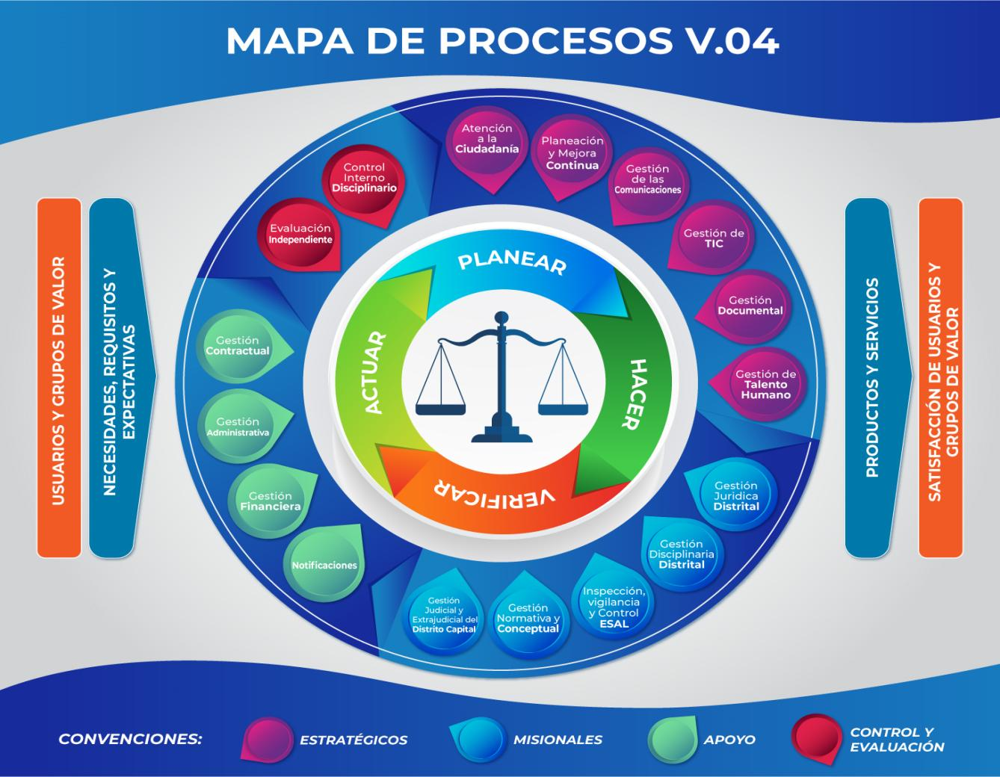 MAPA DE PROCESOS V.04
USUARIOS Y GRUPOS DE VALOR
NECESIDADES, REQUISITOS Y
EXPECTATIVAS
Control
Interno
Disciplinario
Evaluación
Independiente
Atención
a la
Ciudadanía
Planeación
y Mejora
Continua
Gestión
de las
Comunicaciones
Gestión de
TIC
Gestión
Documental
Gestión de
Talento
Humano
Gestión
Juridica
Distrital
Gestión
Disciplinaria
Distrital
Inspección,
vigilancia
y Control
ESAL
Gestión
Normativa y
Conceptual
Gestión
Judicial y
Extrajudicial del
Distrito Capital
Notificaciones
Gestión
Financiera
Gestión
Administrativa
Gestión
Contractual
PLANEAR
HACER
VERIFICAR
ACTUAR
PRODUCTOS Y SERVICIOS
SATISFACCIÓN DE USUARIOS Y
GRUPOS DE VALOR
CONVENCIONES:
ESTRATÉGICOS
MISIONALES
APOYO
CONTROL Y
EVALUACIÓN